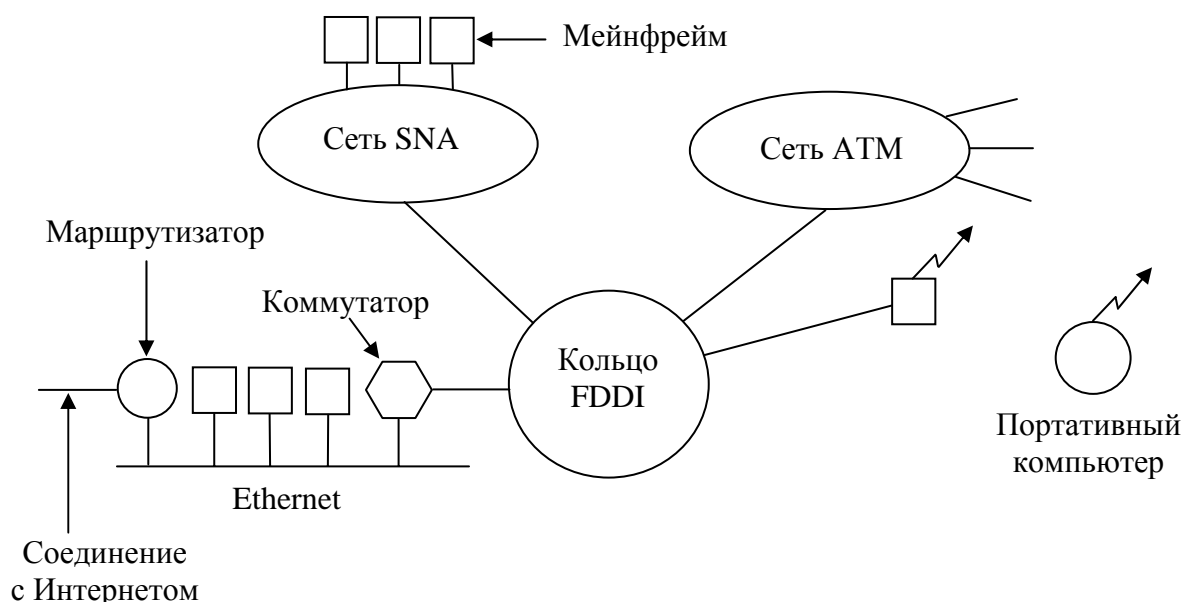 Мейнфрейм
Сеть SNA
Сеть ATM
Маршрутизатор
Коммутатор
Кольцо
FDDI
Портативный
компьютер
Ethernet
Соединение
с Интернетом